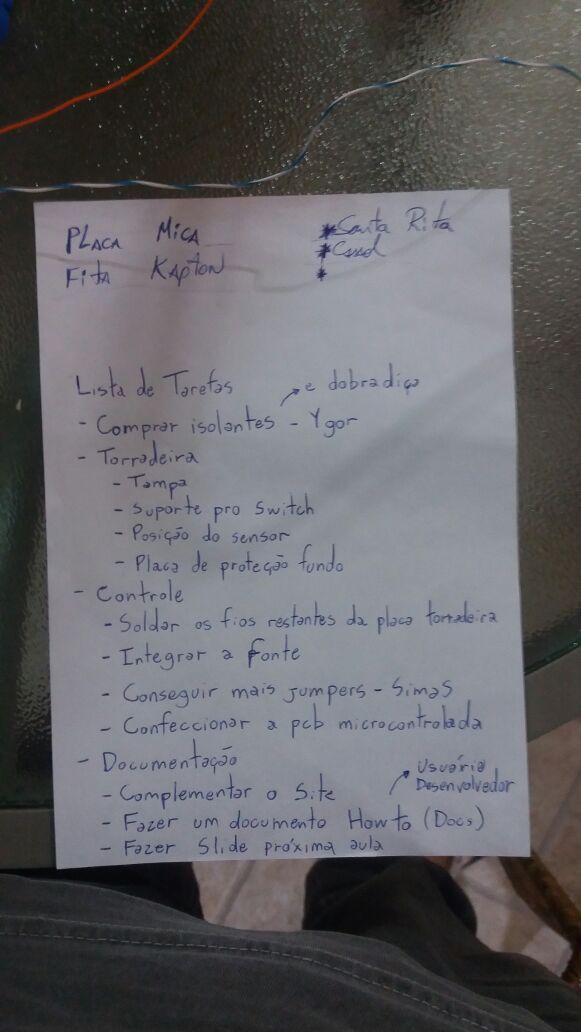 PLACA MICA
FITA KAPTON
* Santa Rita
*
*
Lista de Tarefas
- Comprar isolantes - Ygor
e dobradiça
- Torradeira
- Tampa
- Suporte pro Switch
- Posição do sensor
- Placa de proteção fundo
- Controle
- Soldar os fios restantes da placa torradeira
- Integrar a Fonte
- Conseguir mais jumpers - Simas
- Confeccionar a pcb microcontrolada
- Documentação
- Complementar o Site
- Fazer um documento How to (Docs)
Usuário
Desenvolvedor
- Fazer Slide próxima aula